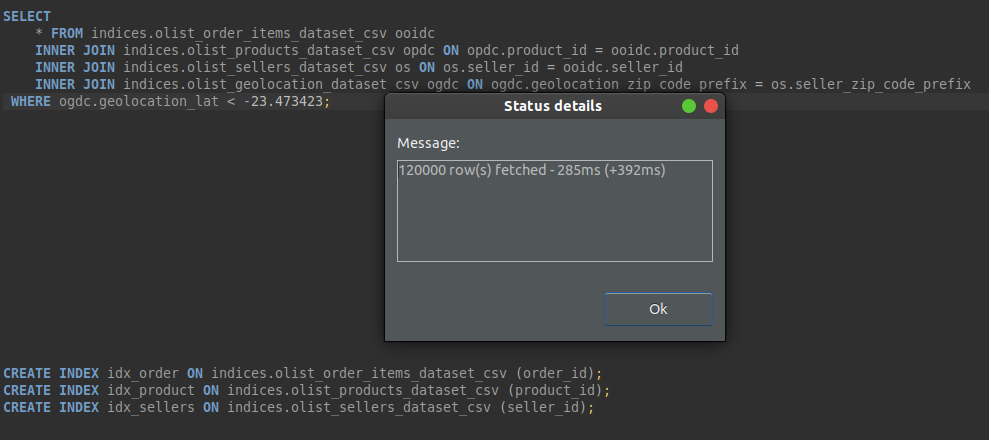 SELECT
* FROM indices.olist_order_items_dataset_csv ooidc
INNER JOIN indices.olist_products_dataset_csv opdc ON opdc.product_id = ooidc.product_id
INNER JOIN indices.olist_sellers_dataset_csv os ON os.seller_id = ooidc.seller_id
INNER JOIN indices.olist_geolocation_dataset_csv ogdc ON ogdc.geolocation_zip_code_prefix = os.seller_zip_code_prefix
WHERE ogdc.geolocation_lat < -23.473423;
Status details
Message:
120000 row(s) fetched - 285ms (+392ms)
Ok
CREATE INDEX idx_order ON indices.olist_order_items_dataset_csv (order_id);
CREATE INDEX idx_product ON indices.olist_products_dataset_csv (product_id);
CREATE INDEX idx_sellers ON indices.olist_sellers_dataset_csv (seller_id);